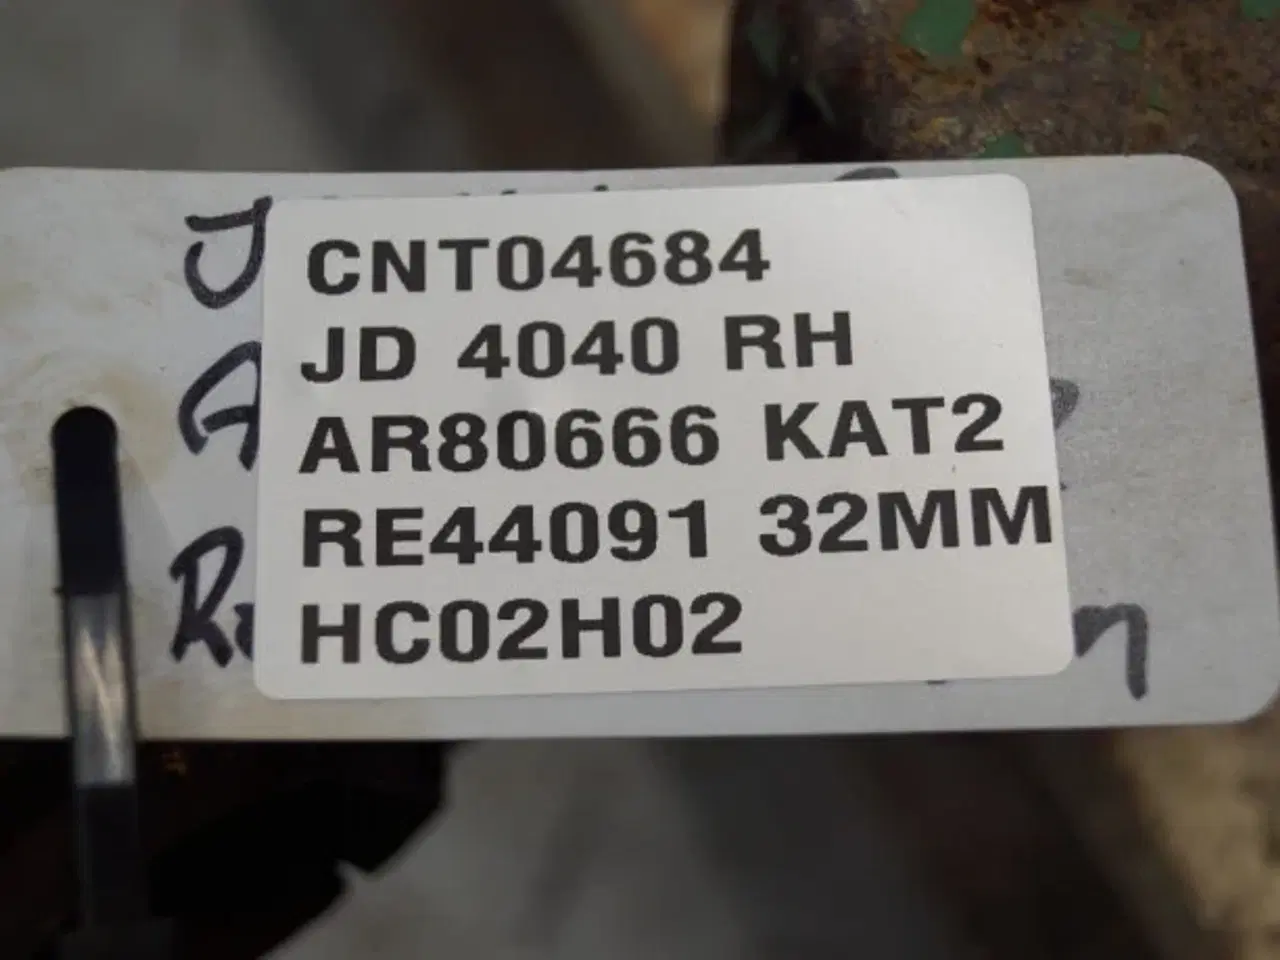 CNT04684
JD 4040 RH
AR80666 KAT2
RE44091 32MM
HC02H02